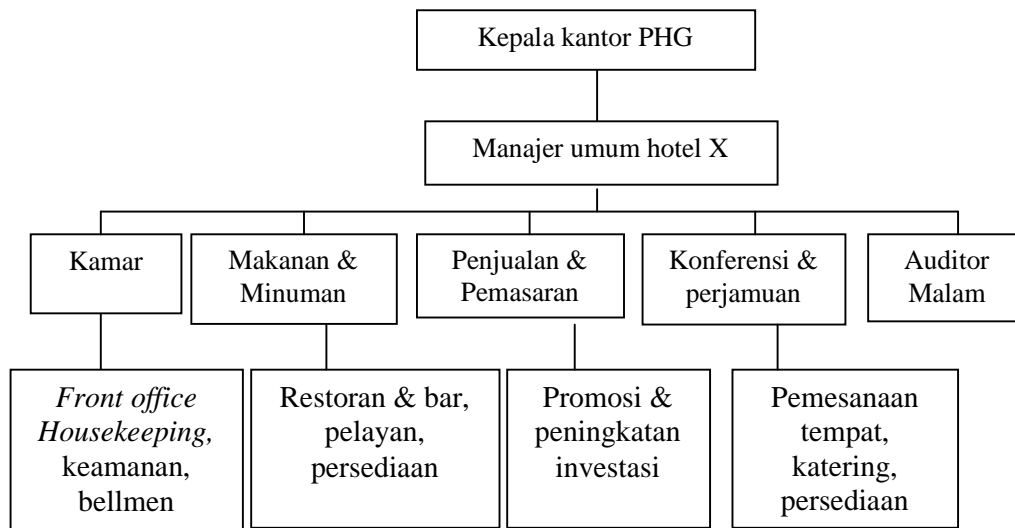 Kepala kantor PHG
Manajer umum hotel X
Kamar
Makanan &
Minuman
Penjualan &
Pemasaran
Konferensi &
perjamuan
Auditor
Malam
Front office
Housekeeping,
keamanan,
bellmen
Restoran & bar,
pelayan,
persediaan
Promosi &
peningkatan
investasi
Pemesanaan
tempat,
katering,
persediaan